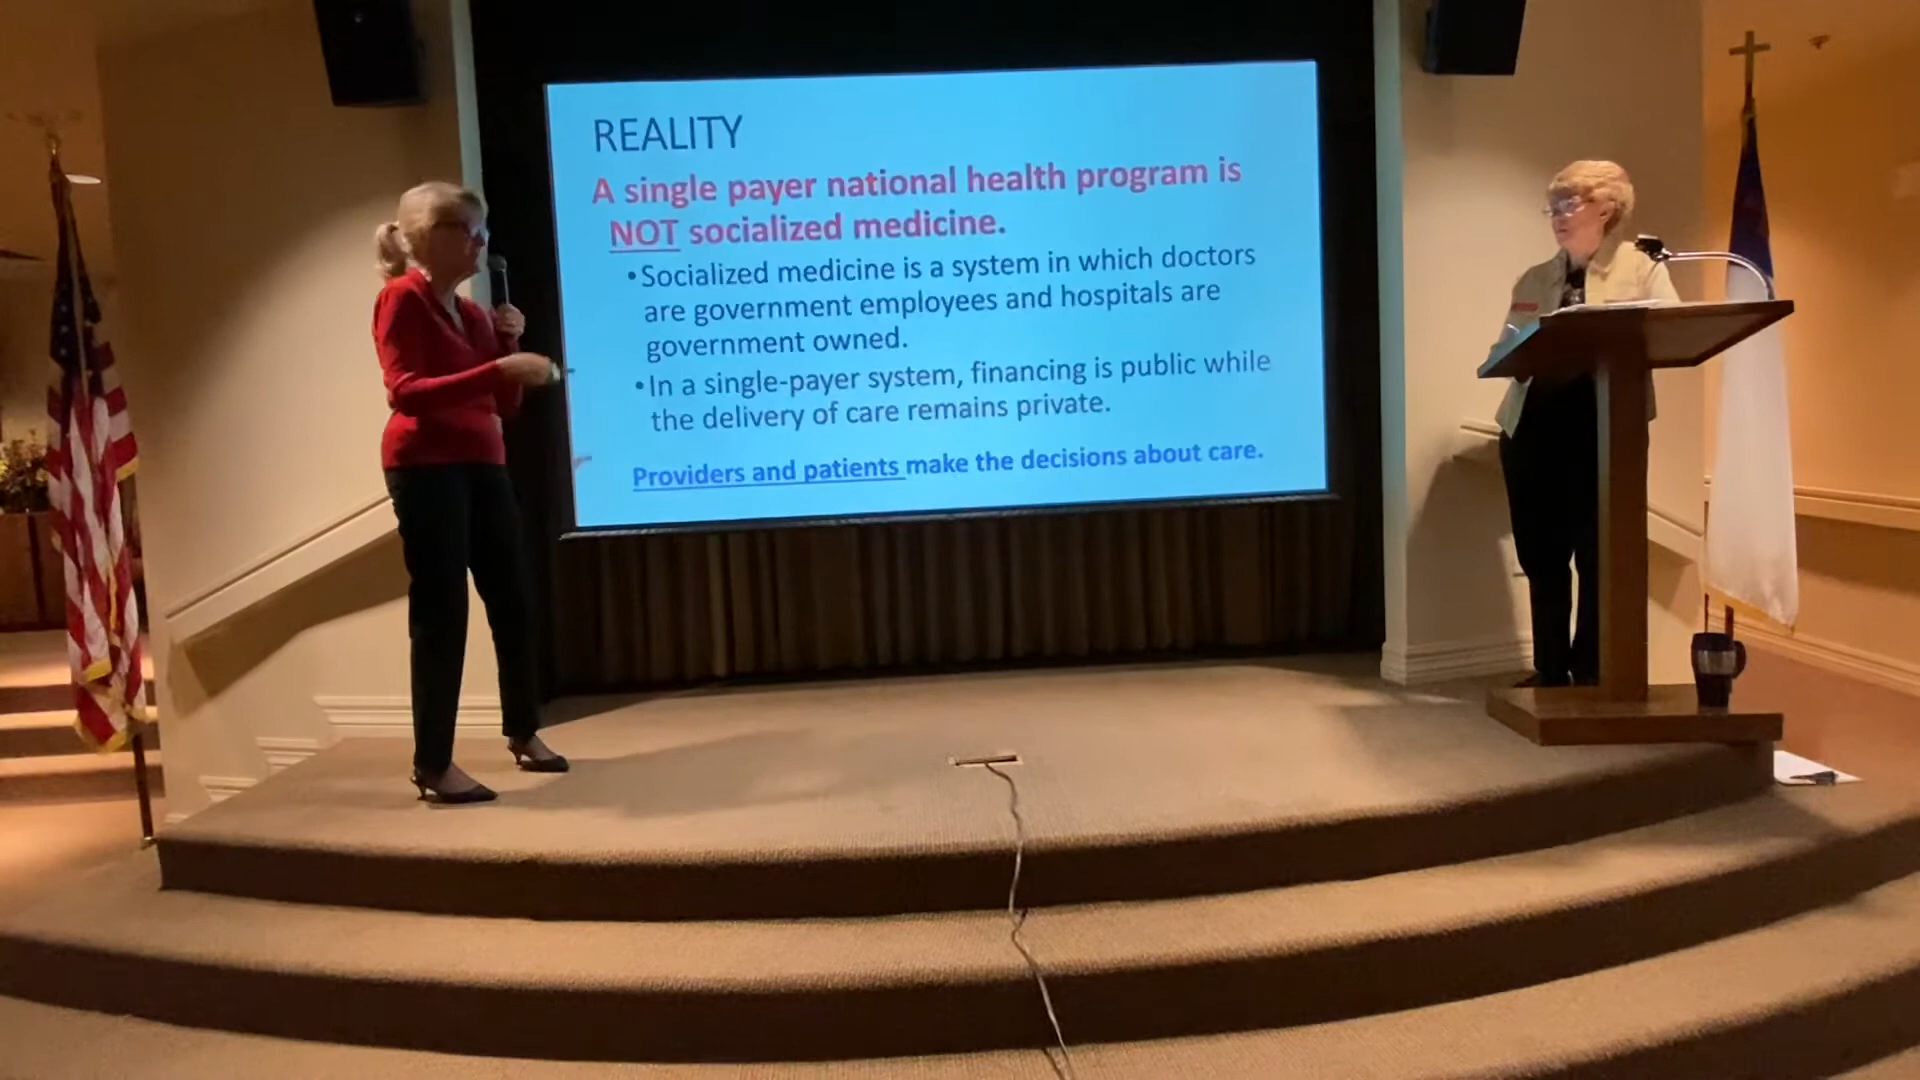 REALITY
A single payer national health program is
NOT socialized medicine.
•Socialized medicine is a system in which doctors
are government employees and hospitals are
government owned.
•In a single-payer system, financing is public while
the delivery of care remains private.
Providers and patients make the decisions about care.